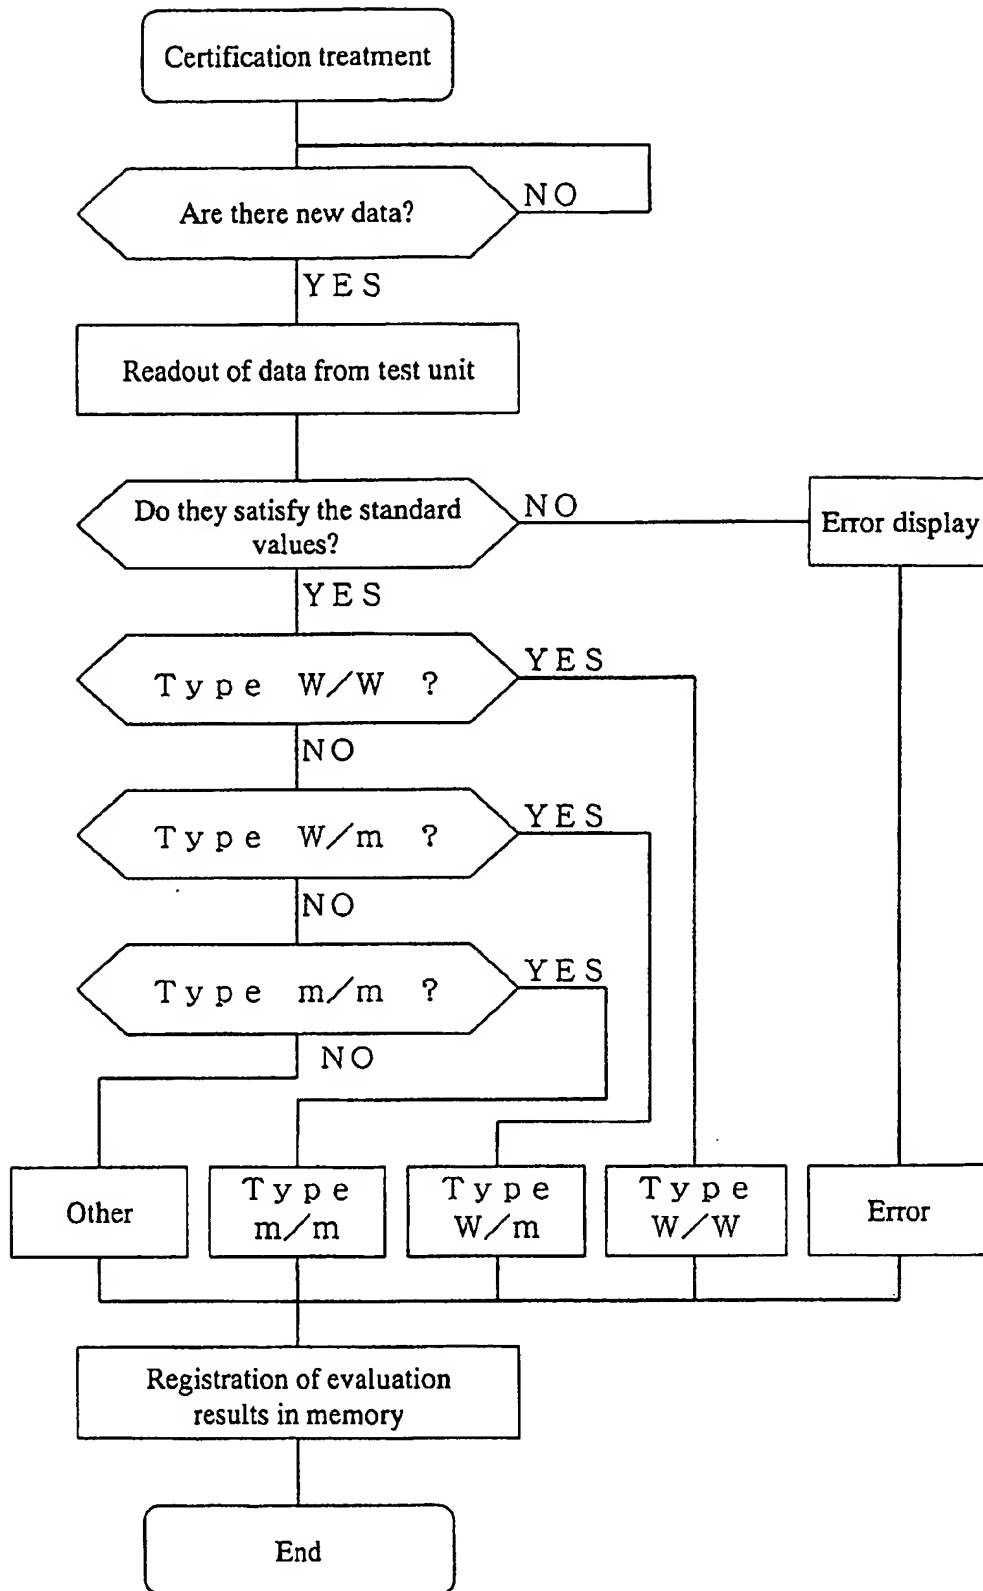 Certification treatment
Are there new data?
NO
YES
Readout of data from test unit
Do they satisfy the standard
values?
NO
Error display
YES
Type W/W ?
YES
NO
Type W/m ?
YES
NO
Type m/m ?
YES
NO
Other
Type
m/m
Type
W/m
Type
W/W
Error
Registration of evaluation
results in memory
End